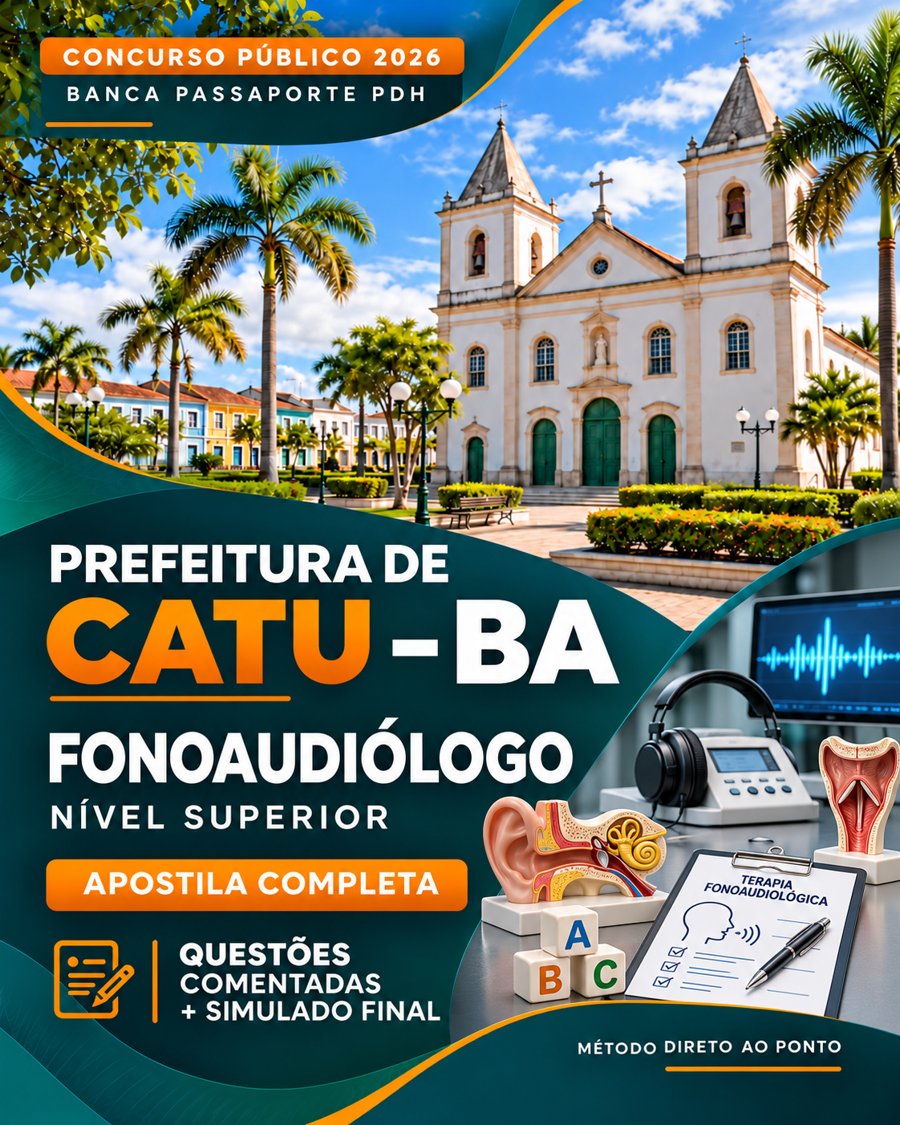 CONCURSO PÚBLICO 2026
BANCA PASSAPORTE PDH
PREFEITURA DE
CATU - BA
FONOAUDIÓLOGO
NÍVEL SUPERIOR
APOSTILA COMPLETA
QUESTÕES
COMENTADAS
+ SIMULADO FINAL
TERAPIA
FONOAUDIOLÓGICA
A
B C
MÉTODO DIRETO AO PONTO